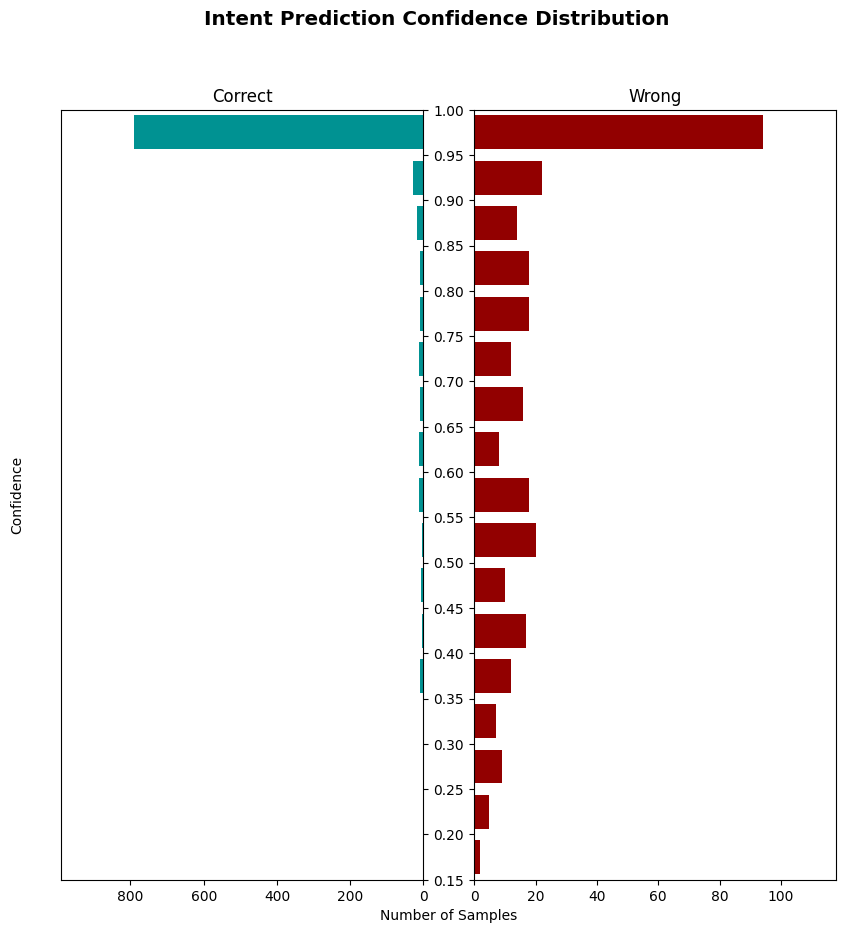 Intent Prediction Confidence Distribution
Correct
Wrong
1.00
0.95
0.90
0.85
0.80
0.75
0.70
0.65
0.60
0.55
0.50
0.45
0.40
0.35
0.30
0.25
0.20
0.15
Confidence
800 600 400 200 0
0 20 40 60 80 100
Number of Samples